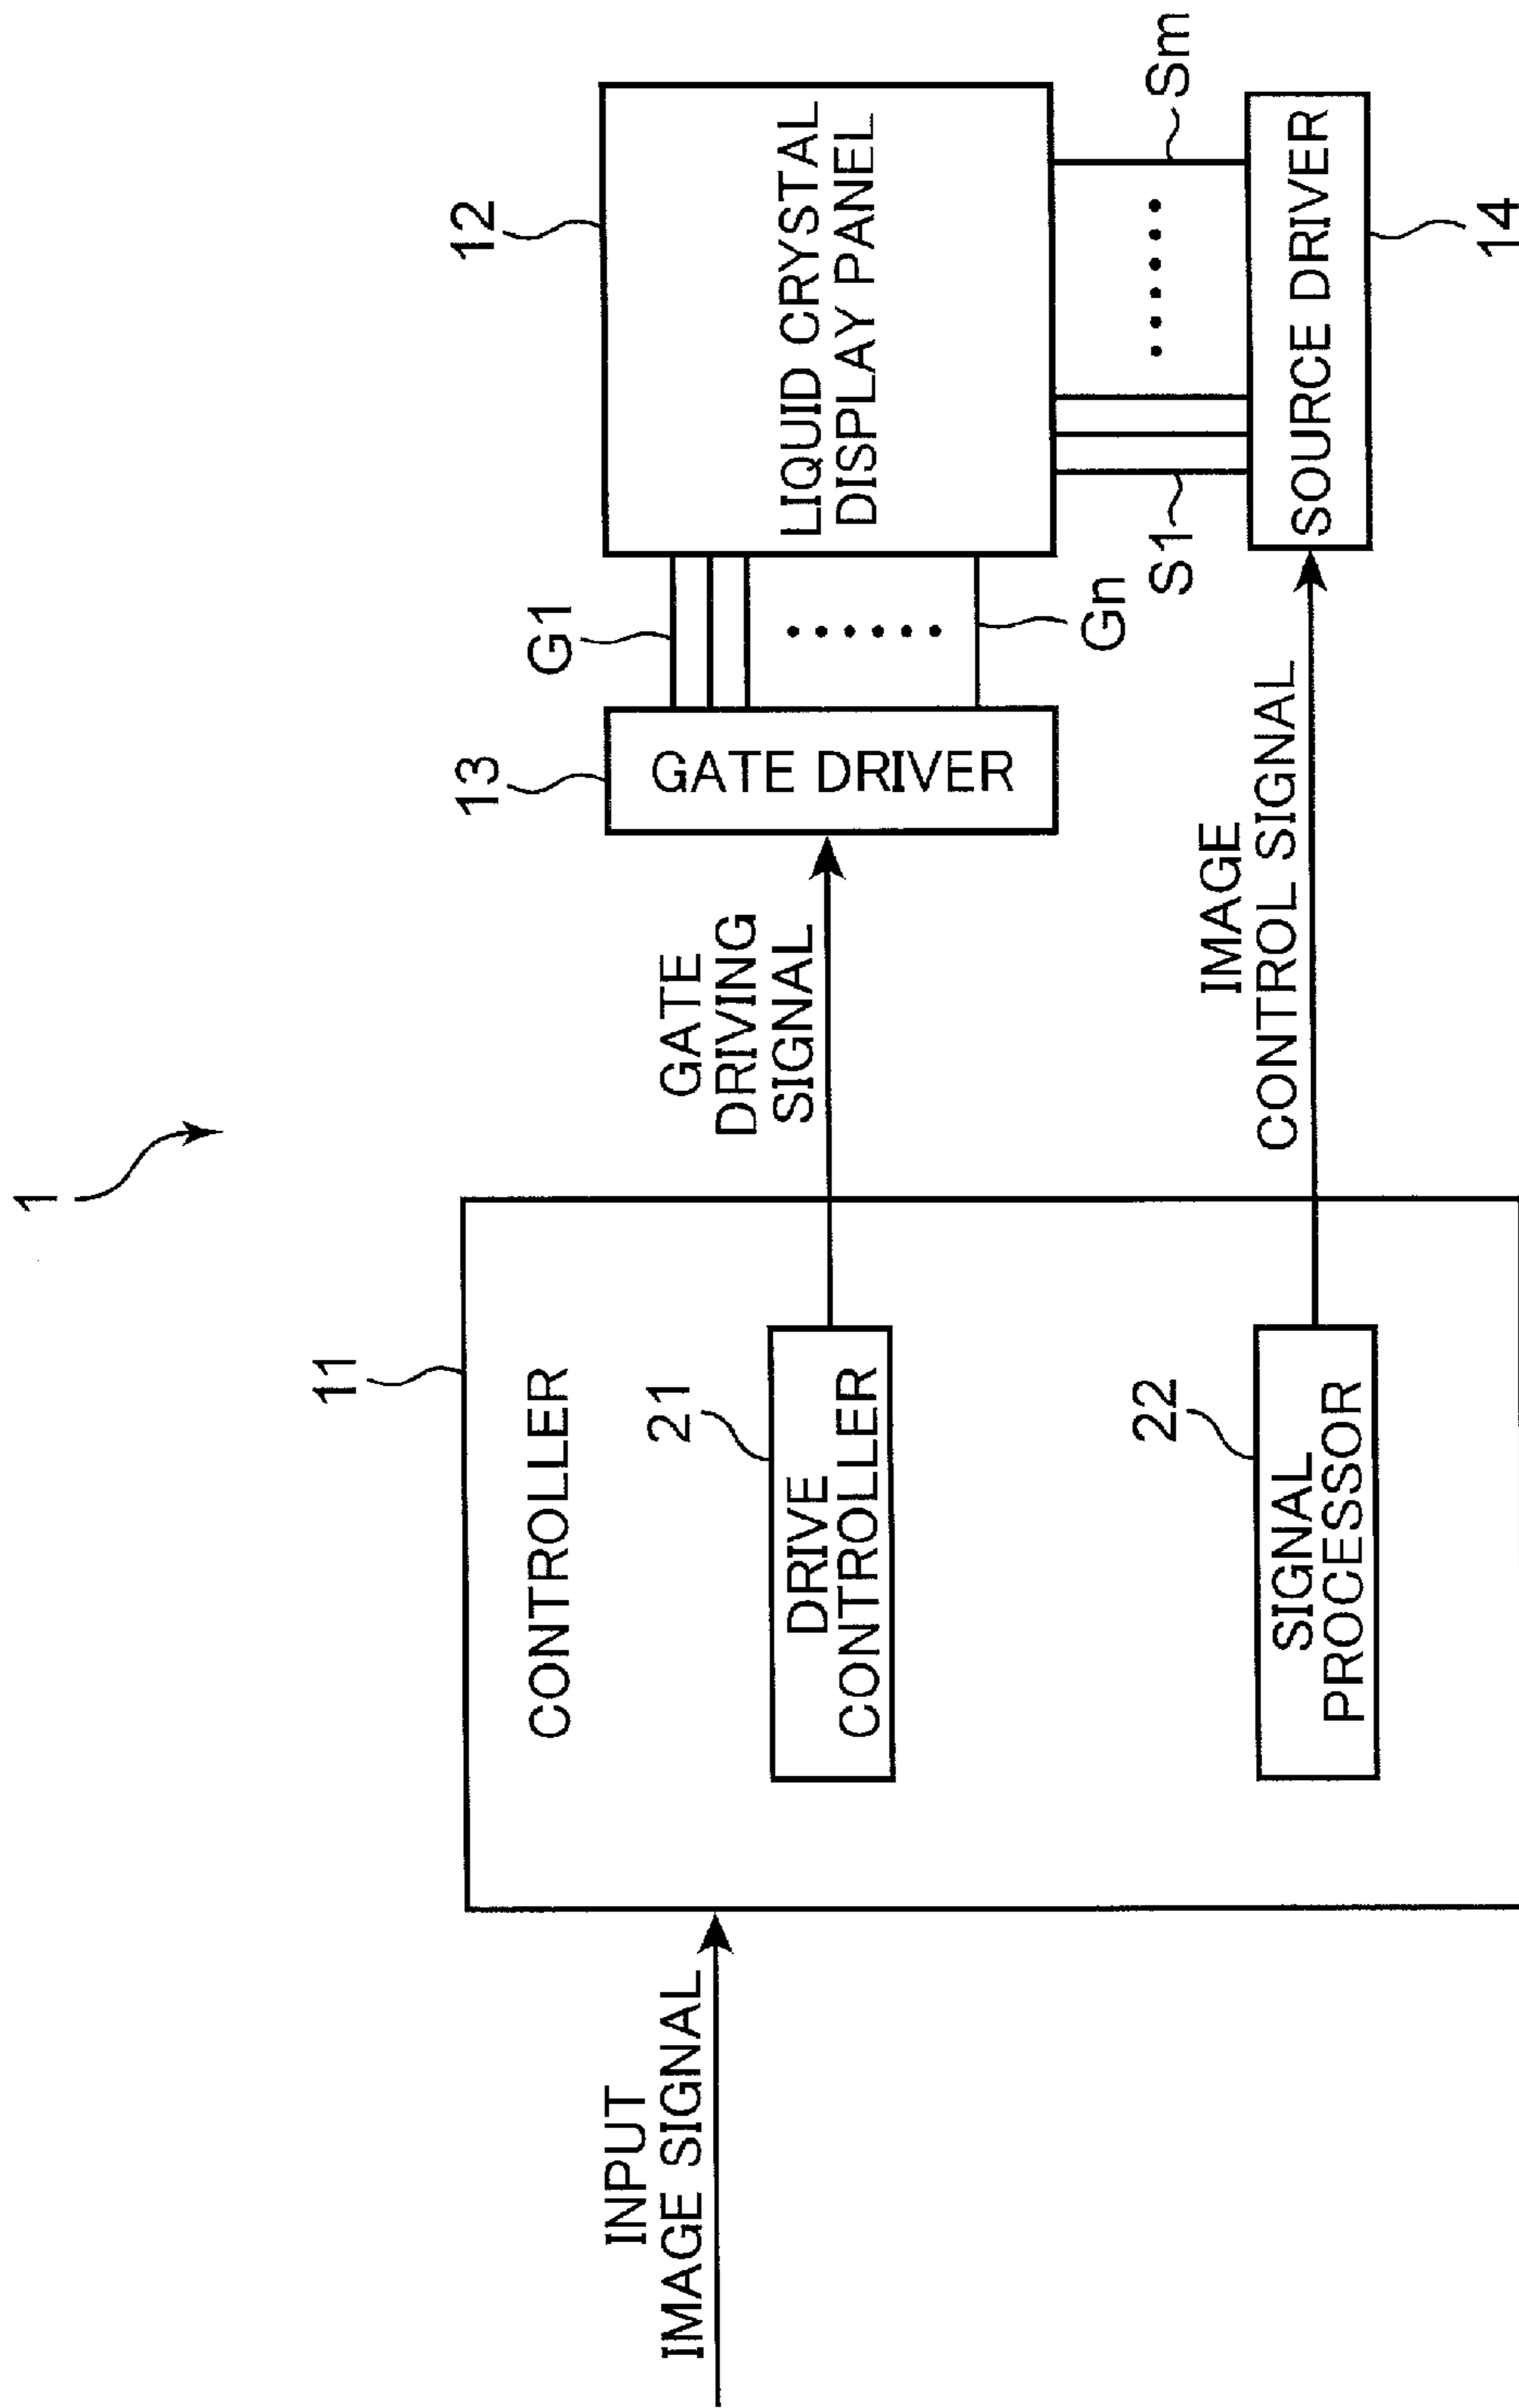 1
11
CONTROLLER
INPUT
IMAGE SIGNAL
21
DRIVE
CONTROLLER
22
SIGNAL
PROCESSOR
GATE
DRIVING
SIGNAL
IMAGE
CONTROL SIGNAL
13
GATE DRIVER
G1
Gn
12
LIQUID CRYSTAL
DISPLAY PANEL
S1
Sm
SOURCE DRIVER
14